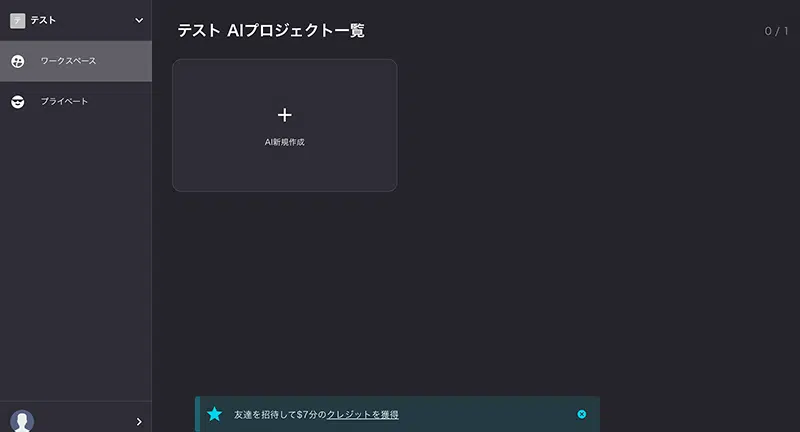 テ テスト
ワークスペース
プライベート
テスト AIプロジェクト一覧
0 / 1
AI新規作成
友達を招待して$7分のクレジットを獲得